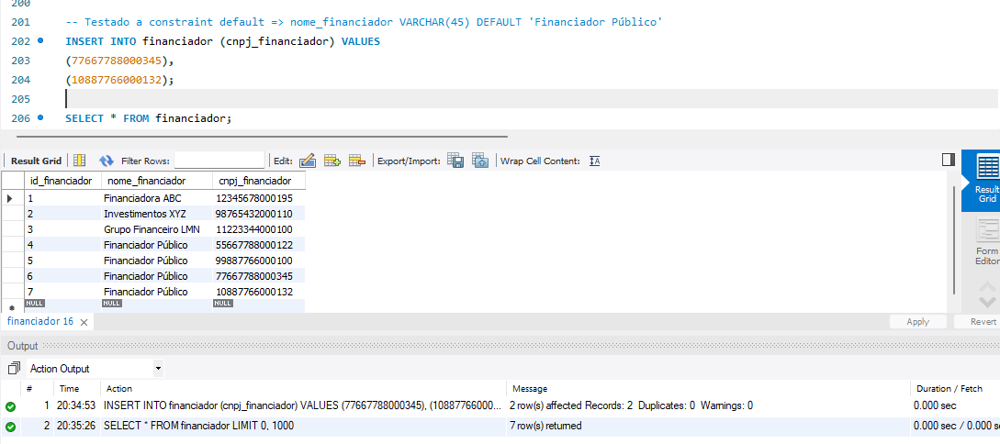 200
201 -- Testado a constraint default => nome_financiador VARCHAR(45) DEFAULT 'Financiador Público'
202 INSERT INTO financiador (cnpj_financiador) VALUES
203 (77667788000345),
204 (10887766000132);
205
206 SELECT * FROM financiador;
Result Grid Filter Rows: Edit: Export/Import: Wrap Cell Content: IA
id_financiador nome_financiador cnpj_financiador
1 Financiadora ABC 12345678000195
2 Investimentos XYZ 98765432000110
3 Grupo Financeiro LMN 11223344000100
4 Financiador Público 55667788000122
5 Financiador Público 99887766000100
6 Financiador Público 77667788000345
7 Financiador Público 10887766000132
NULL NULL NULL
Result
Grid
Form
Editor
financiador 16
Apply Revert
Output
Action Output
# Time Action Message Duration / Fetch
1 20:34:53 INSERT INTO financiador (cnpj_financiador) VALUES (77667788000345), (10887766000... 2 row(s) affected Records: 2 Duplicates: 0 Warnings: 0 0.000 sec
2 20:35:26 SELECT * FROM financiador LIMIT 0, 1000 7 row(s) returned 0.000 sec / 0.000 sec